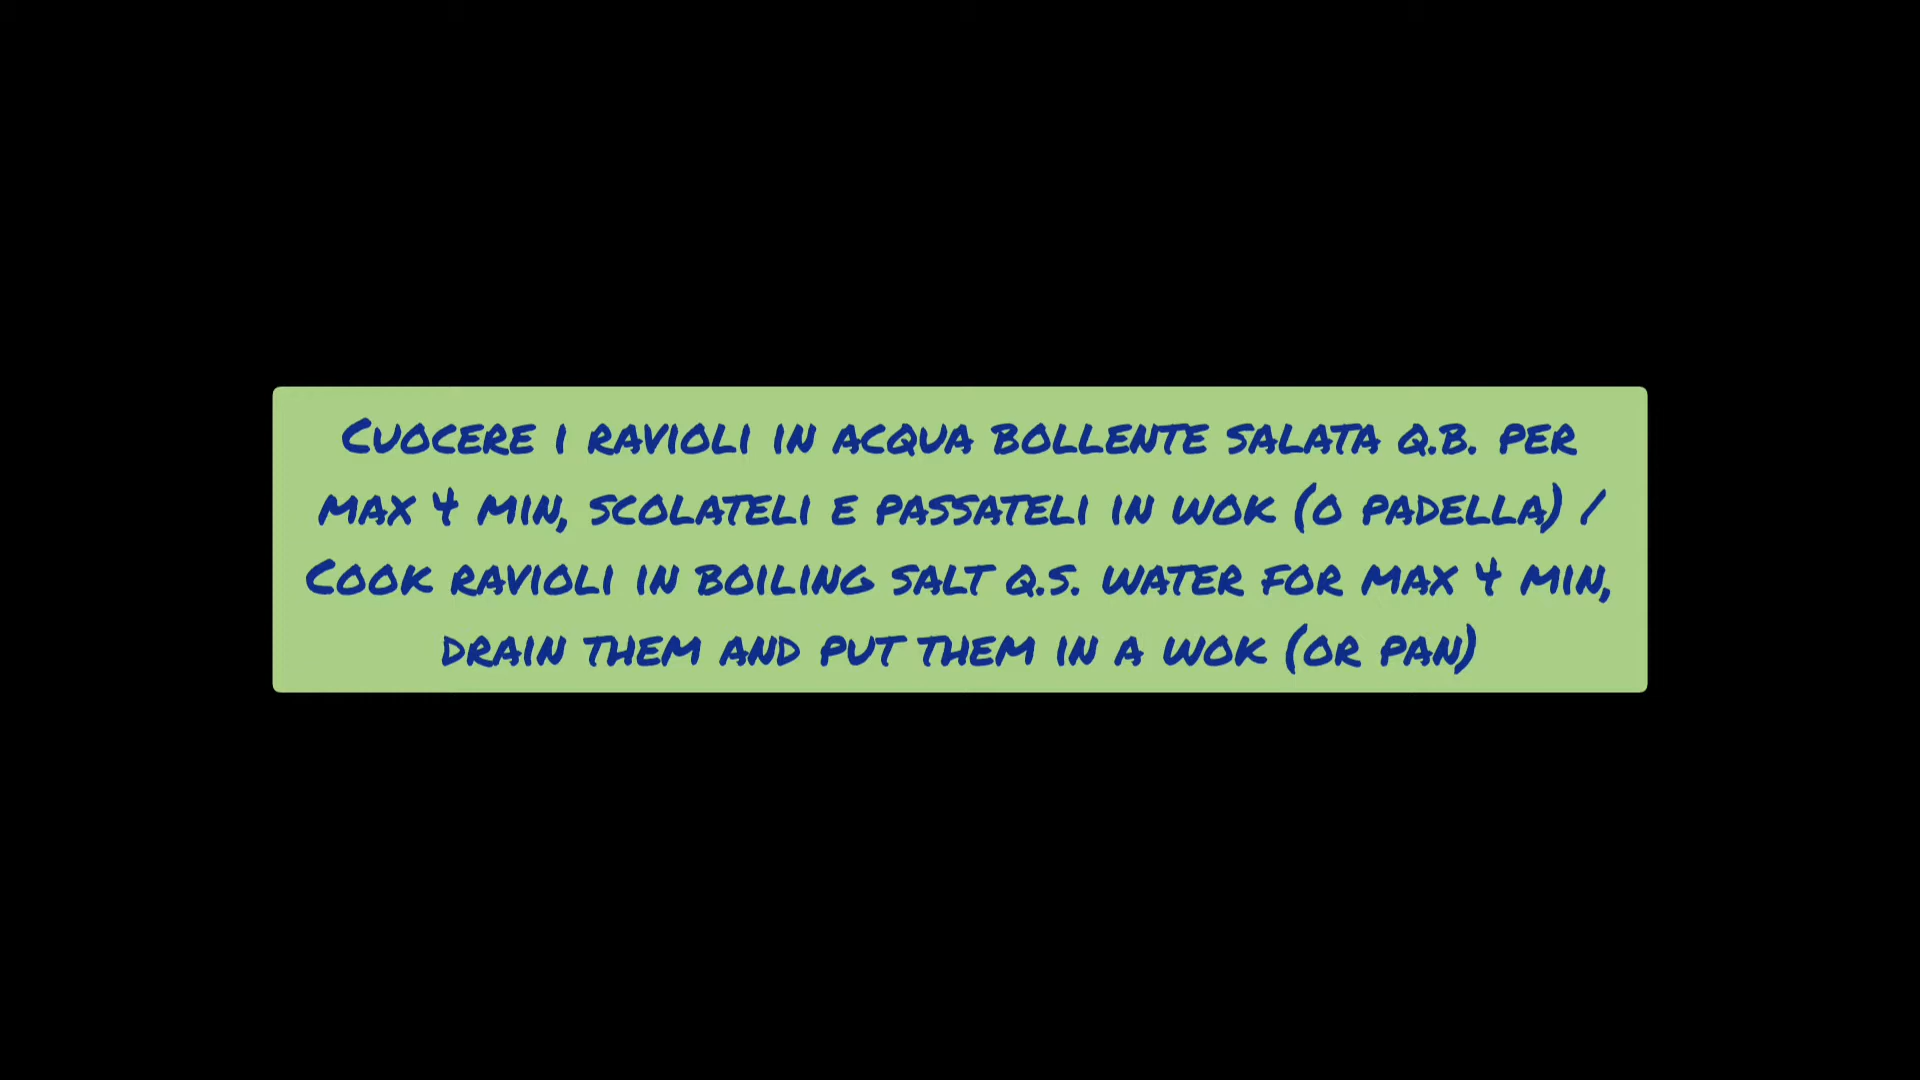 Cuocere i ravioli in acqua bollente salata q.b. per
max 4 min, scolateli e passateli in wok (o padella) /
Cook ravioli in boiling salt q.s. water for max 4 min,
drain them and put them in a wok (or pan)